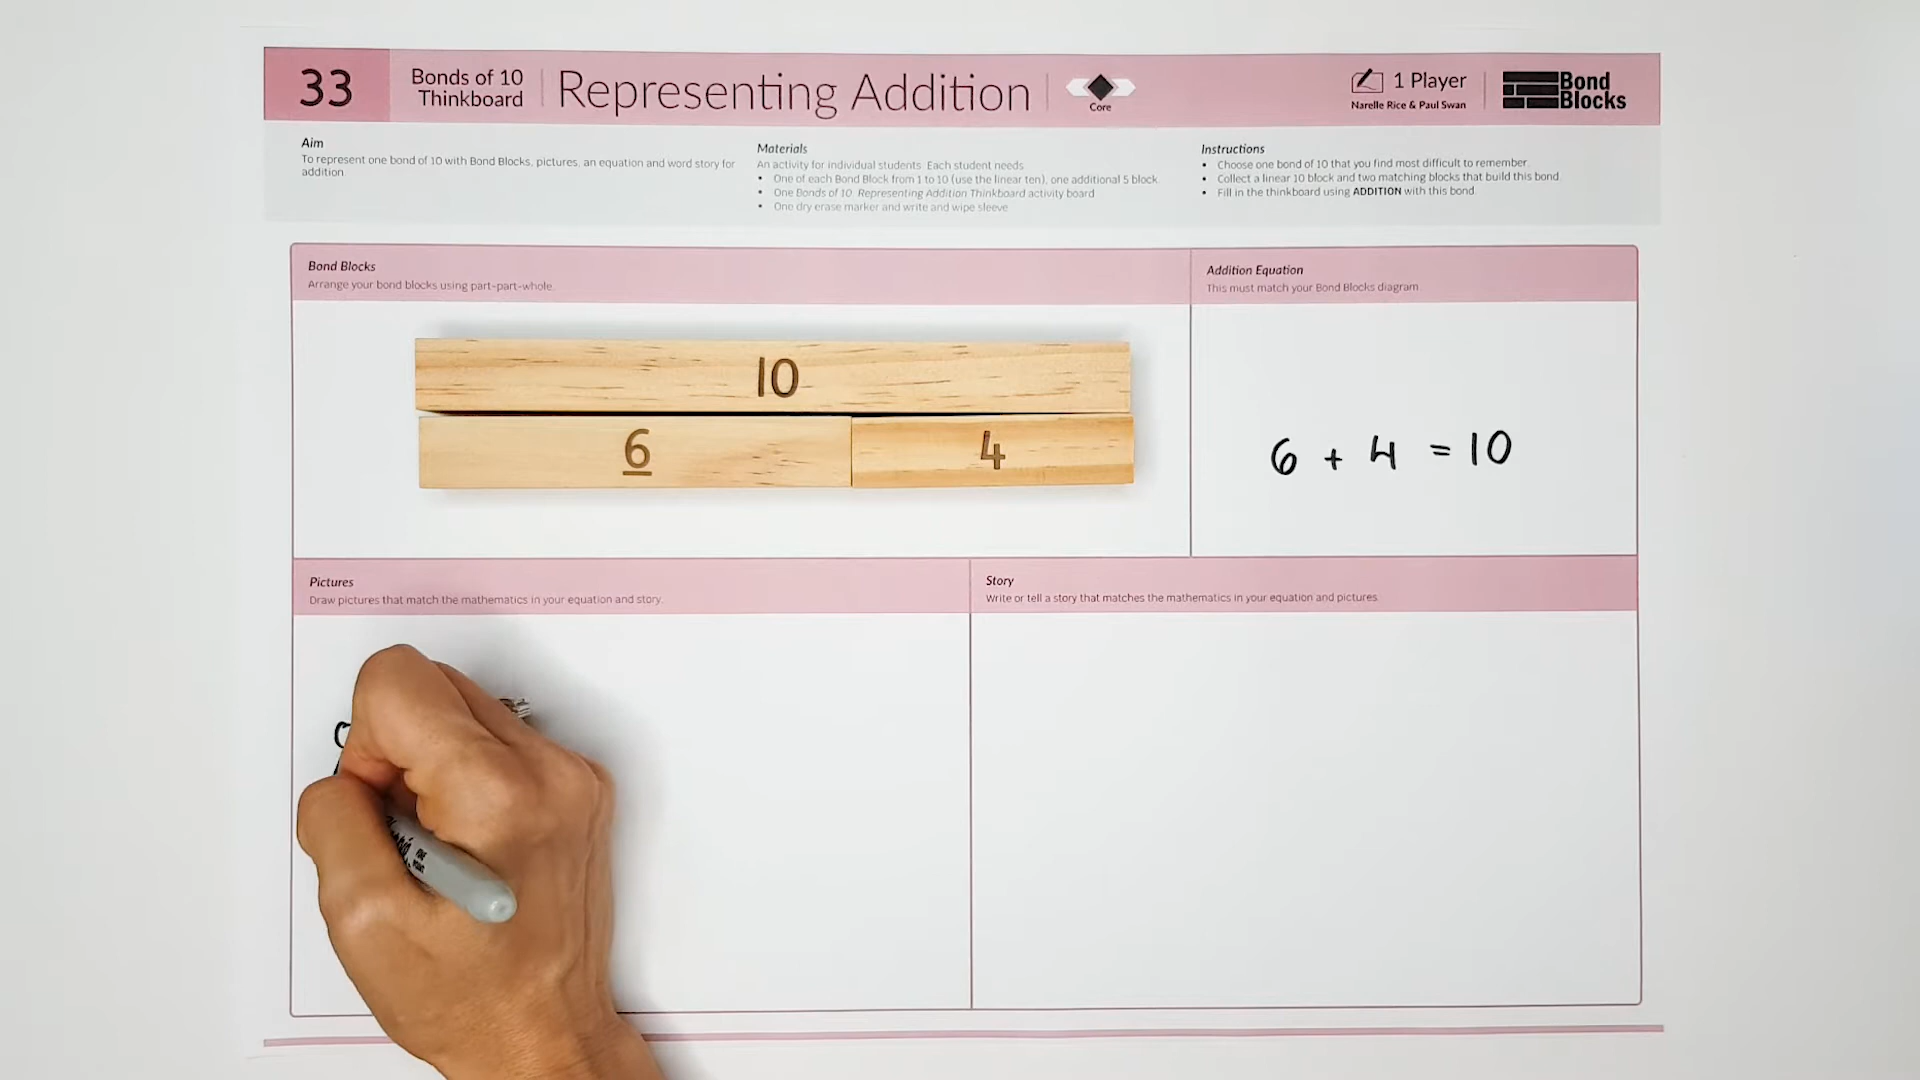 33
Bonds of 10
Thinkboard
Representing Addition
Core
1 Player
Narelle Rice & Paul Swan
Bond
Blocks
Aim
To represent one bond of 10 with Bond Blocks, pictures, an equation and word story for
addition.
Materials
An activity for individual students. Each student needs
• One of each Bond Block from 1 to 10 (use the linear ten), one additional 5 block.
• One Bonds of 10: Representing Addition Thinkboard activity board
• One dry erase marker and write and wipe sleeve
Instructions
• Choose one bond of 10 that you find most difficult to remember.
• Collect a linear 10 block and two matching blocks that build this bond.
• Fill in the thinkboard using ADDITION with this bond.
Bond Blocks
Arrange your bond blocks using part-part-whole.
Addition Equation
This must match your Bond Blocks diagram.
10
6 4
6 + 4 = 10
Pictures
Draw pictures that match the mathematics in your equation and story.
Story
Write or tell a story that matches the mathematics in your equation and pictures.
FINE
POINT